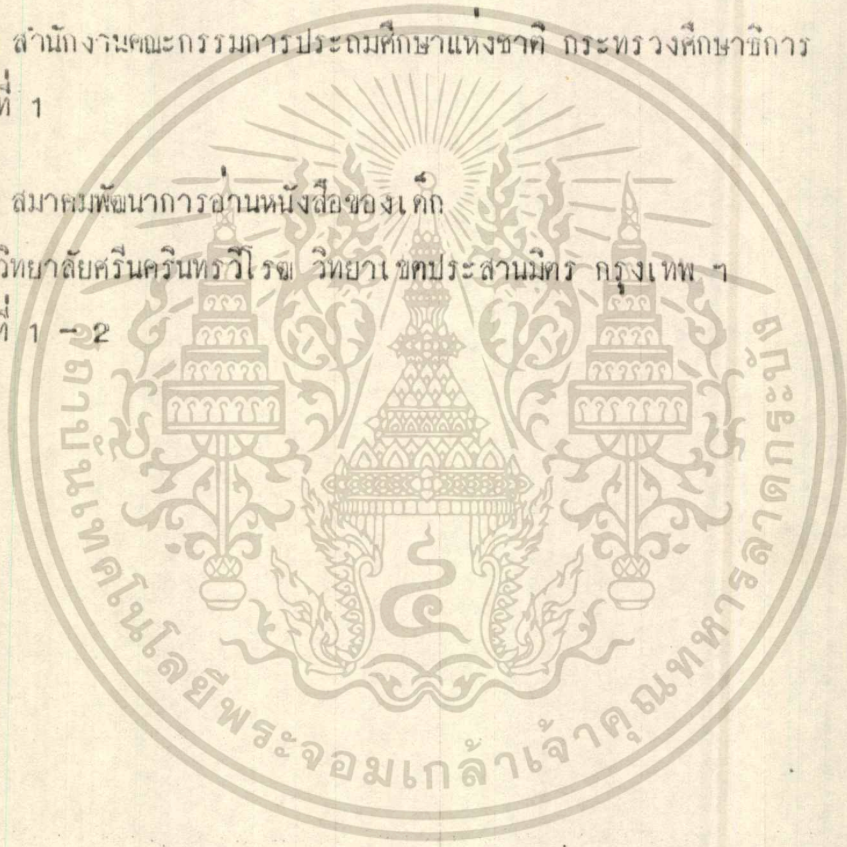 สำนักงานคณะกรรมการประถมศึกษาแห่งชาติ กระทรวงศึกษาธิการ
ที่ 1
สมาคมพัฒนาการอ่านหนังสือของเด็ก
วิทยาลัยศรีนครินทรวิโรฒ วิทยาเขตประสานมิตร กรุงเทพ ฯ
ที่ 1 - 2
สถาบันเทคโนโลยีพระจอมเกล้าเจ้าคุณทหารลาดกระบัง
๔